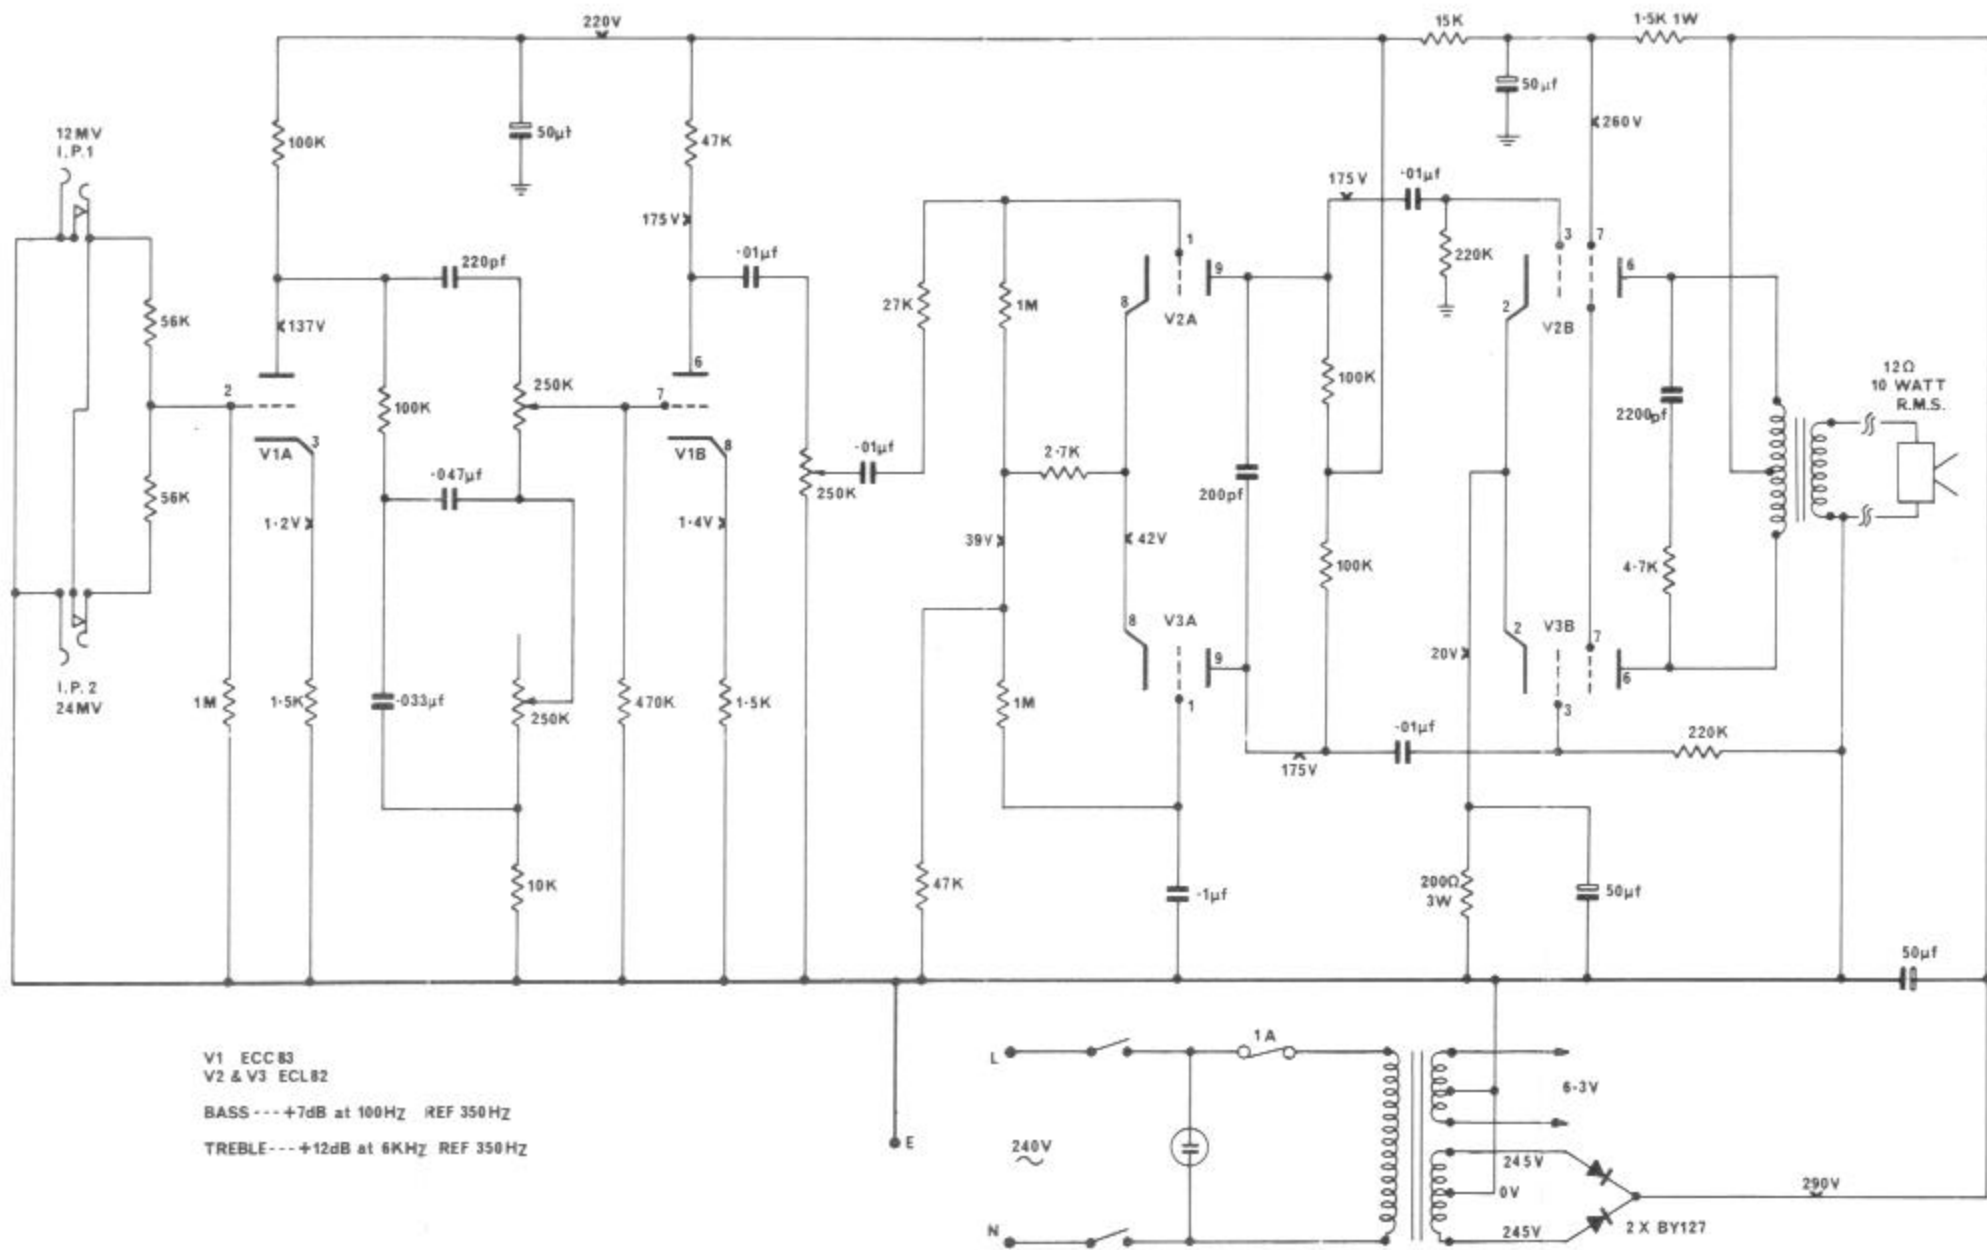 220V
15K
1·5K 1W
12MV
I.P.1
100K
50µf
47K
50µf
260V
175V
·01µf
175V
220pf
·01µf
1
3
7
220K
56K
137V
27K
1M
8
V2A
9
2
V2B
6
2
6
250K
7
100K
12Ω
10 WATT
R.M.S.
100K
2200pf
V1A
3
V1B
8
·01µf
2·7K
56K
·047µf
250K
200pf
1·2V
1·4V
39V
42V
100K
4·7K
8
V3A
2
V3B
7
9
20V
6
I.P.2
24MV
1M
1·5K
·033µf
250K
470K
1·5K
1M
1
3
·01µf
220K
175V
10K
47K
·1µf
200Ω
3W
50µf
50µf
V1 ECC83
V2 & V3 ECL82
BASS --- +7dB at 100HZ REF 350HZ
TREBLE --- +12dB at 6KHZ REF 350HZ
E
L
1A
6·3V
240V
245V
0V
290V
N
245V
2 X BY127